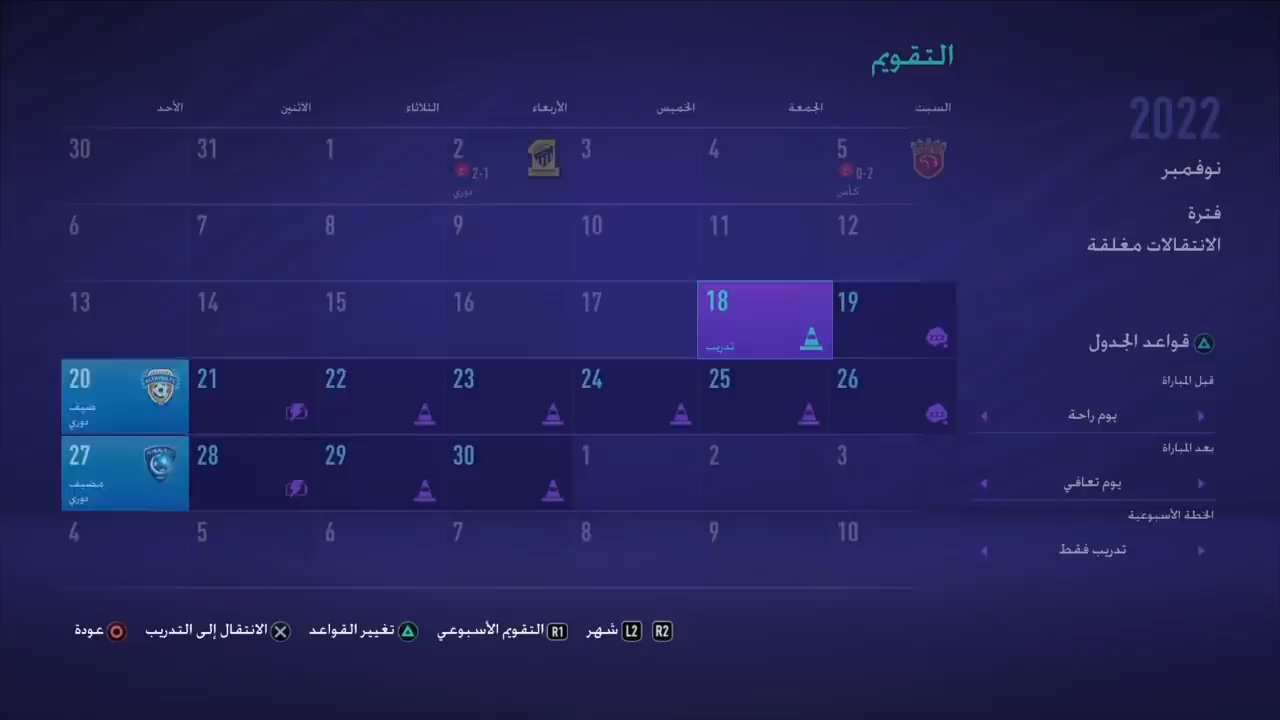 التقويم
2022
نوفمبر
فترة
الانتقالات مغلقة
الأحد الاثنين الثلاثاء الأربعاء الخميس الجمعة السبت
30 31 1 2 3 4 5
2-1 0-2
دوري كأس
6 7 8 9 10 11 12
13 14 15 16 17 18 19
تدريب
20 21 22 23 24 25 26
ضيف
دوري
27 28 29 30 1 2 3
مضيف
دوري
4 5 6 7 8 9 10
قواعد الجدول
قبل المباراة
يوم راحة
بعد المباراة
يوم تعافي
الخطة الأسبوعية
تدريب فقط
عودة الانتقال إلى التدريب تغيير القواعد التقويم الأسبوعي R1 شهر L2 R2